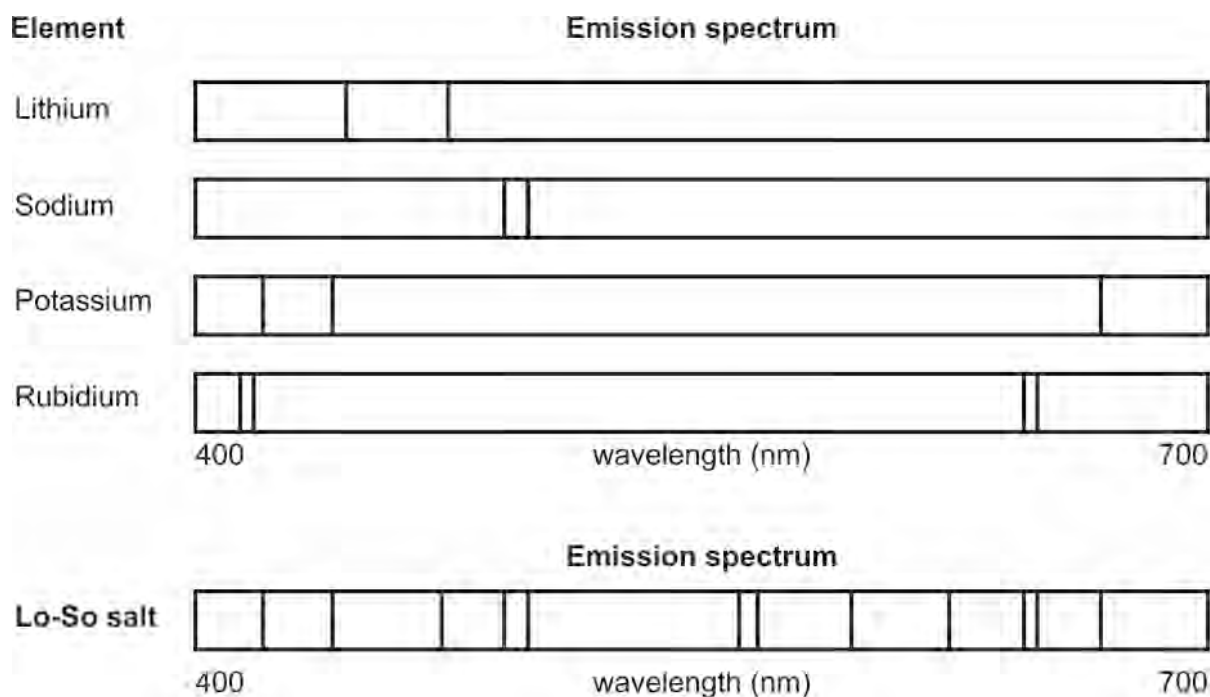 Element Emission spectrum
Lithium
Sodium
Potassium
Rubidium
400 wavelength (nm) 700
Emission spectrum
Lo-So salt
400 wavelength (nm) 700